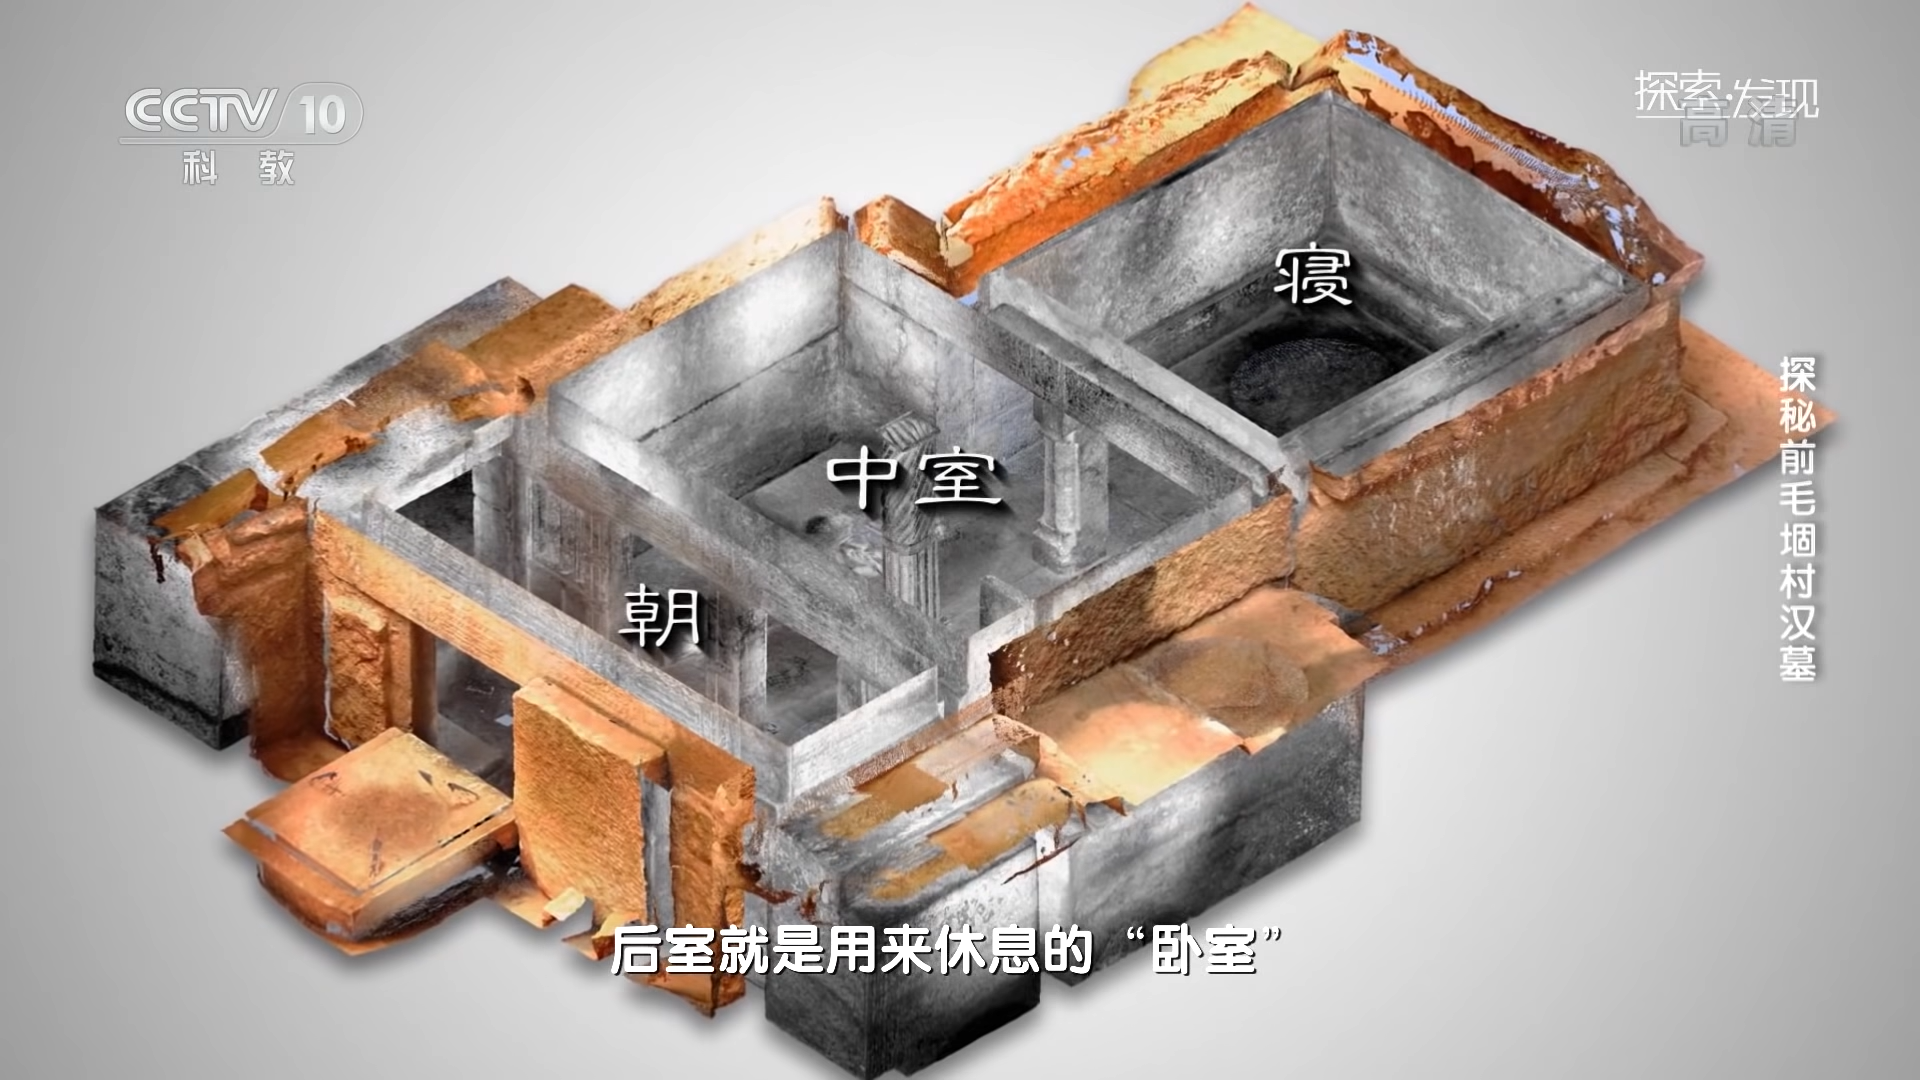 CCTV 10
科 教
探索·发现
高清
寝
中室
朝
探秘前毛堌村汉墓
后室就是用来休息的“卧室”